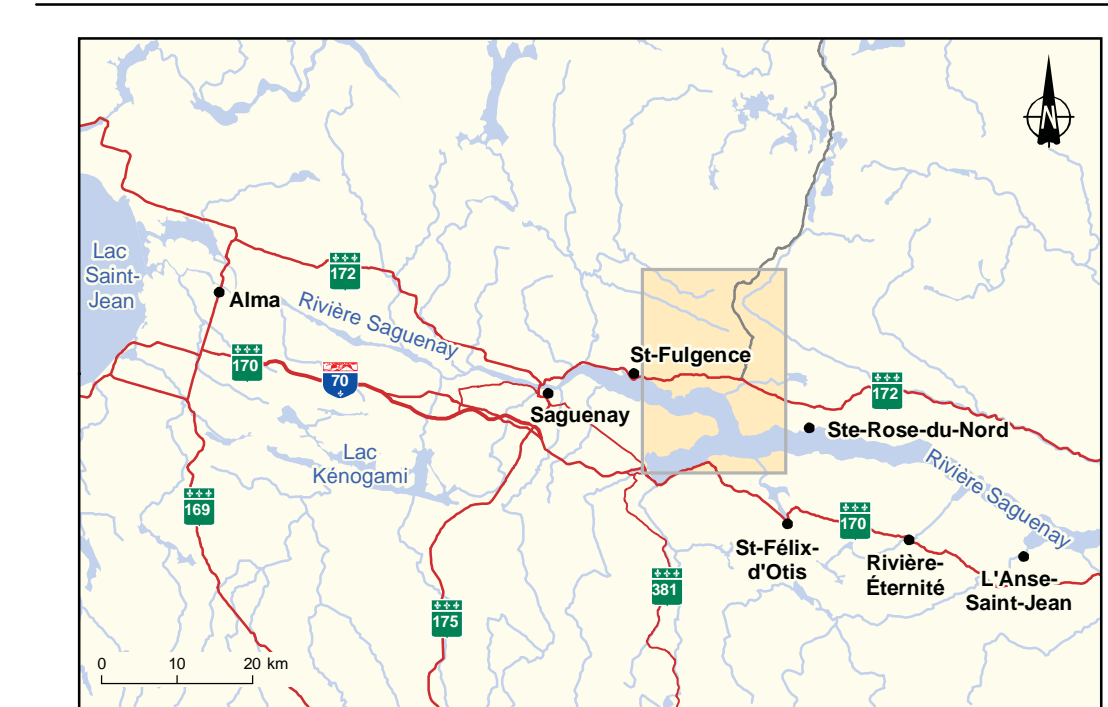 N
Lac
Saint-
Jean
172
Alma
Rivière Saguenay
170
70
St-Fulgence
172
Saguenay
Ste-Rose-du-Nord
Lac
Kénogami
Rivière Saguenay
169
170
St-Félix-
d'Otis
Rivière-
Éternité
L'Anse-
Saint-Jean
381
175
0 10 20 km